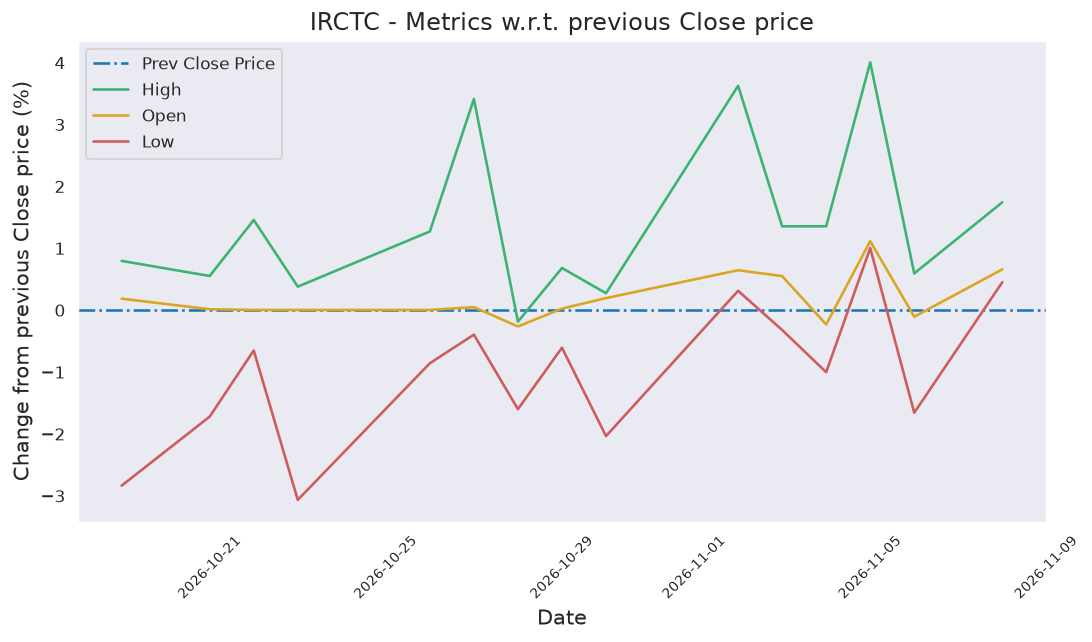 IRCTC - Metrics w.r.t. previous Close price
Prev Close Price
High
Open
Low
Change from previous Close price (%)
4
3
2
1
0
−1
−2
−3
2026-10-21
2026-10-25
2026-10-29
2026-11-01
2026-11-05
2026-11-09
Date